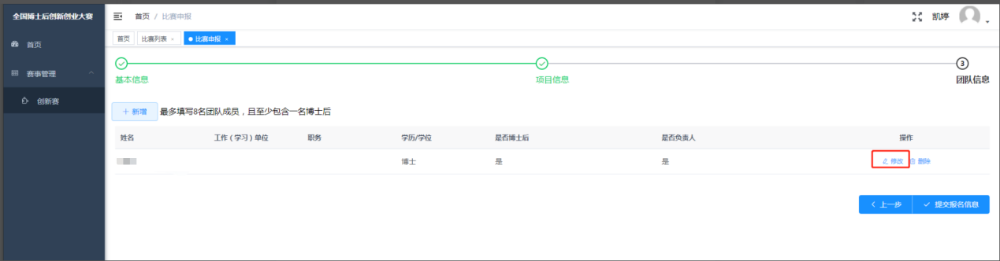 全国博士后创新创业大赛
首页 / 比赛申报
凯婷
首页
赛事管理
创新赛
首页 比赛列表 × 比赛申报 ×
基本信息 项目信息 3 团队信息
+ 新增 最多填写8名团队成员，且至少包含一名博士后
姓名 工作（学习）单位 职务 学历/学位 是否博士后 是否负责人 操作
博士 是 是 修改 删除
< 上一步 ✓ 提交报名信息